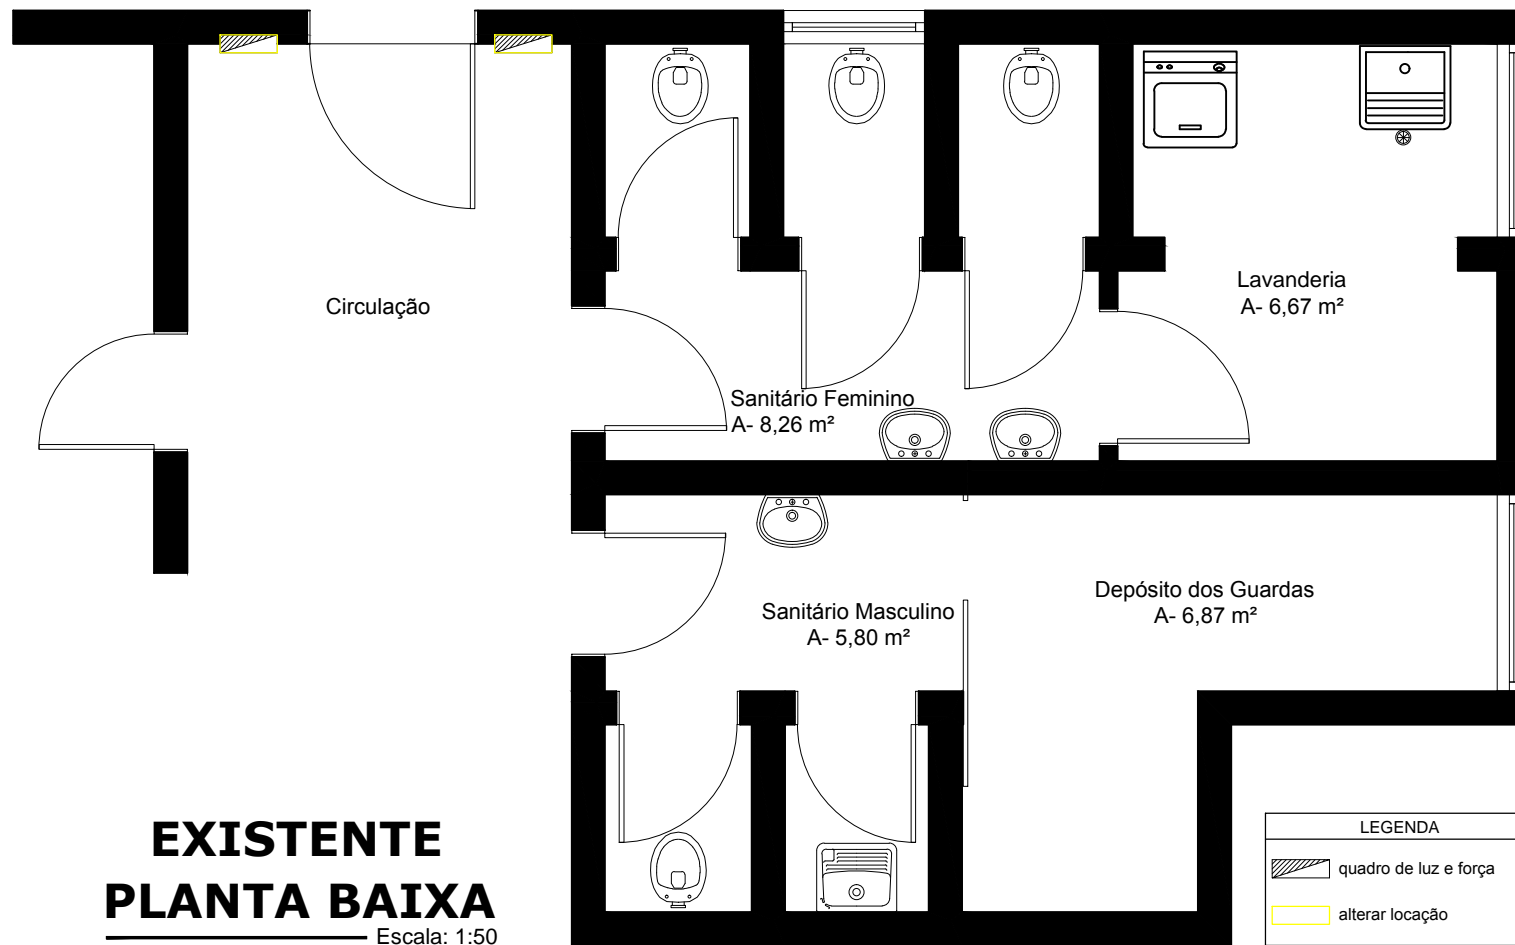 Circulação
Lavanderia
A- 6,67 m²
Sanitário Feminino
A- 8,26 m²
Depósito dos Guardas
A- 6,87 m²
Sanitário Masculino
A- 5,80 m²
EXISTENTE
PLANTA BAIXA
Escala: 1:50
LEGENDA
quadro de luz e força
alterar locação